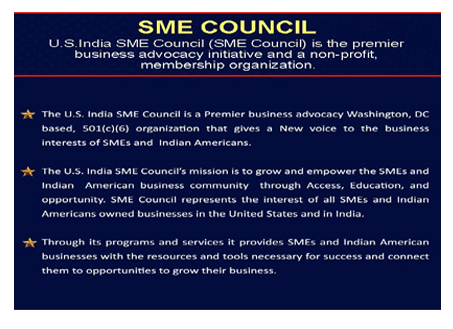 SME COUNCIL
U.S.India SME Council (SME Council) is the premier
business advocacy initiative and a non-profit,
membership organization.
The U.S. India SME Council is a Premier business advocacy Washington, DC
based, 501(c)(6) organization that gives a New voice to the business
interests of SMEs and Indian Americans.
The U.S. India SME Council's mission is to grow and empower the SMEs and
Indian American business community through Access, Education, and
opportunity. SME Council represents the interest of all SMEs and Indian
Americans owned businesses in the United States and in India.
Through its programs and services it provides SMEs and Indian American
businesses with the resources and tools necessary for success and connect
them to opportunities to grow their business.